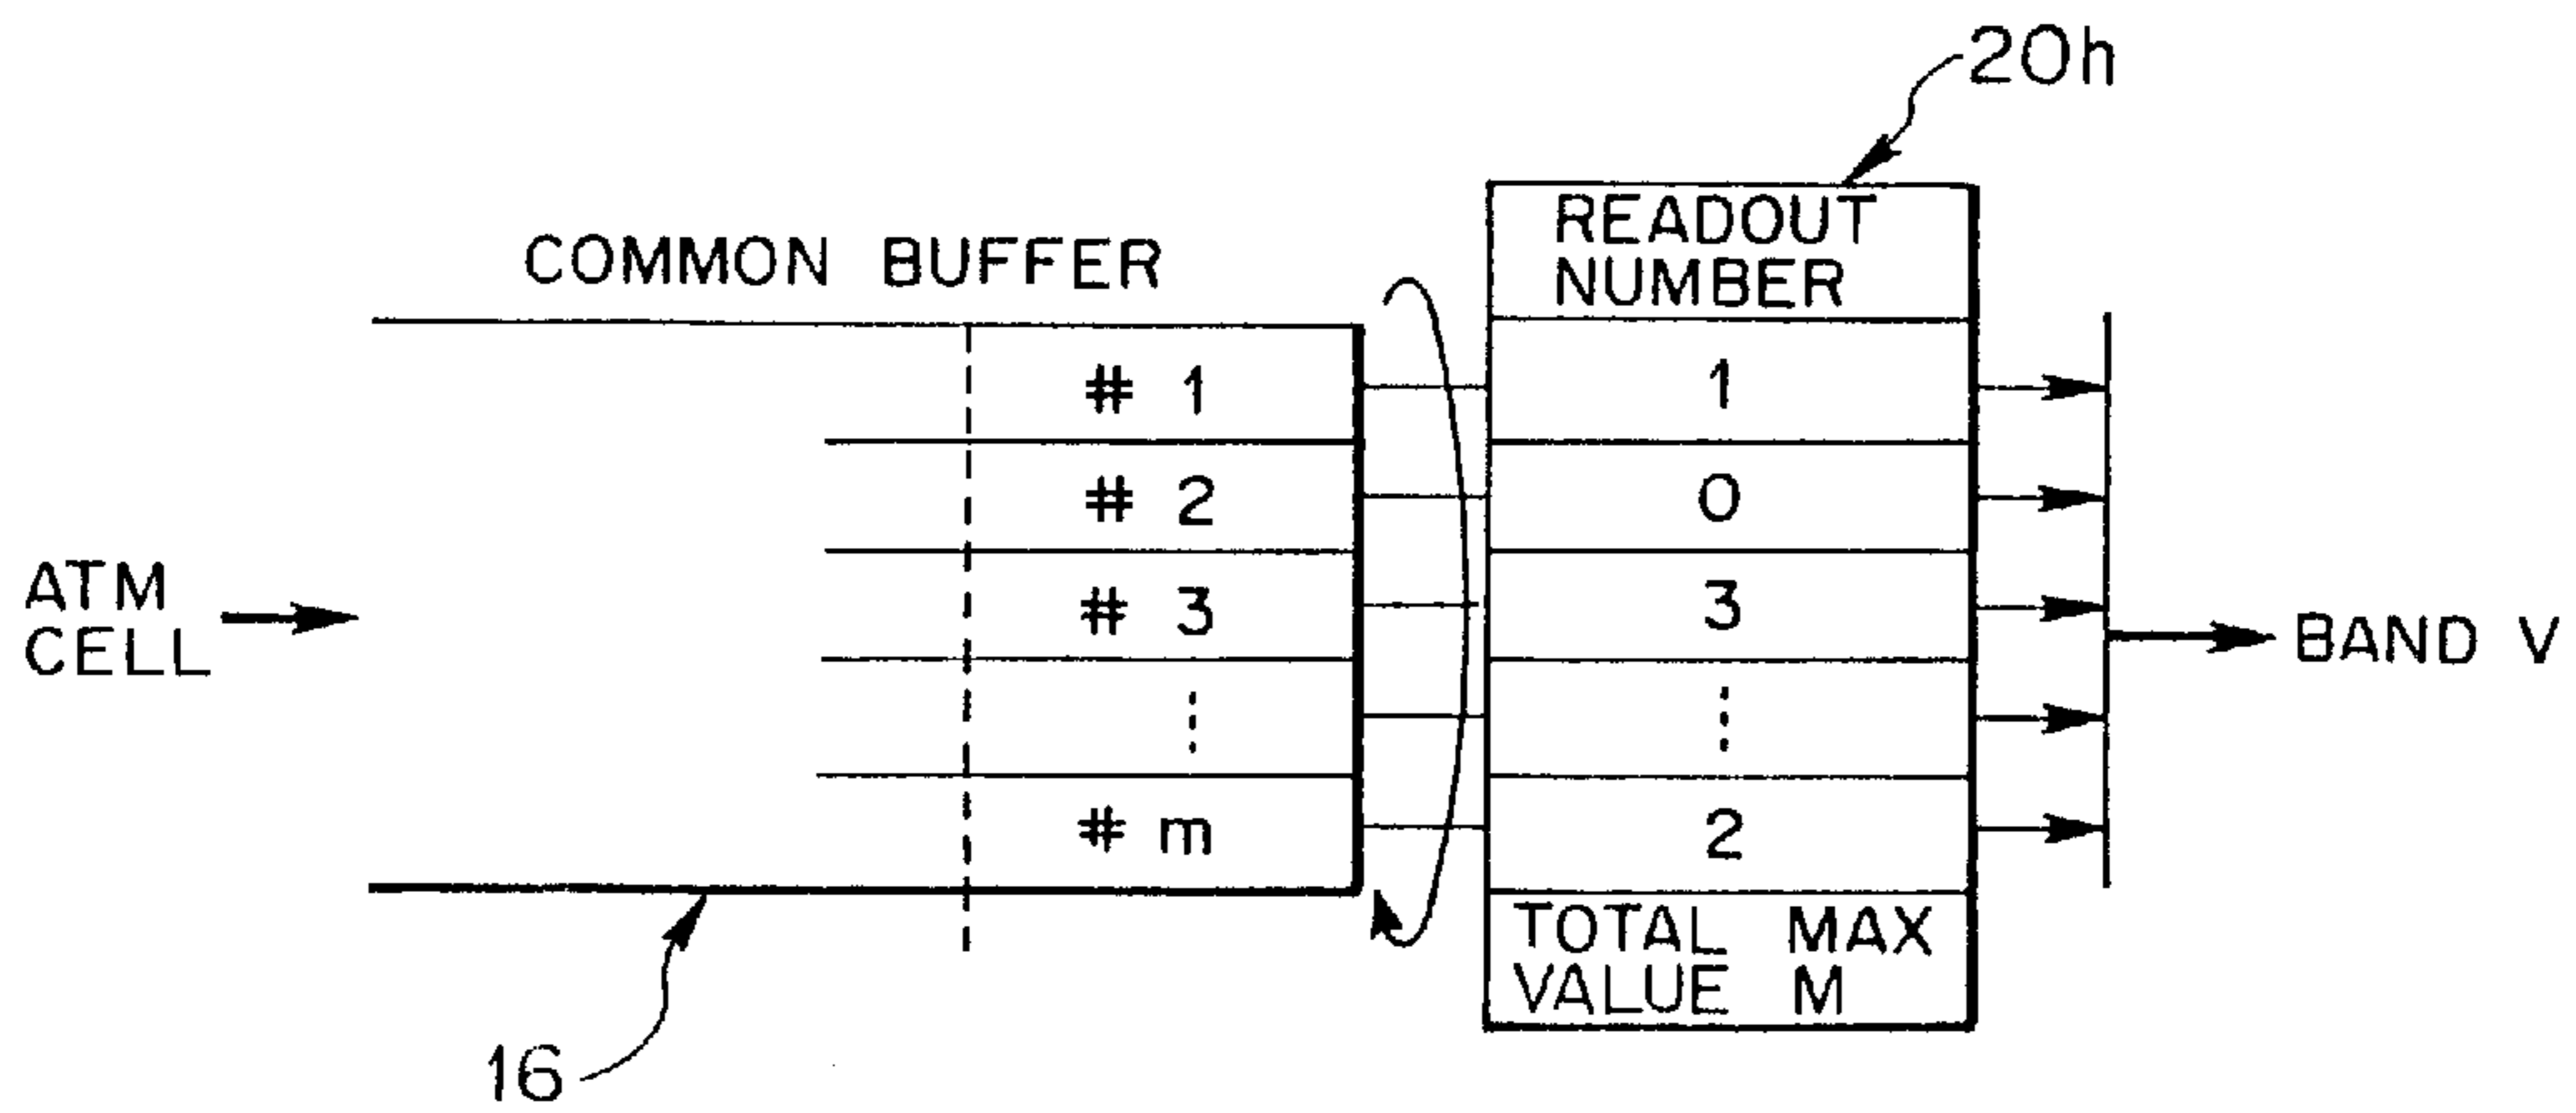 20h
READOUT
NUMBER
COMMON BUFFER
# 1
1
# 2
0
ATM
CELL
# 3
3
BAND V
# m
2
TOTAL MAX
VALUE M
16